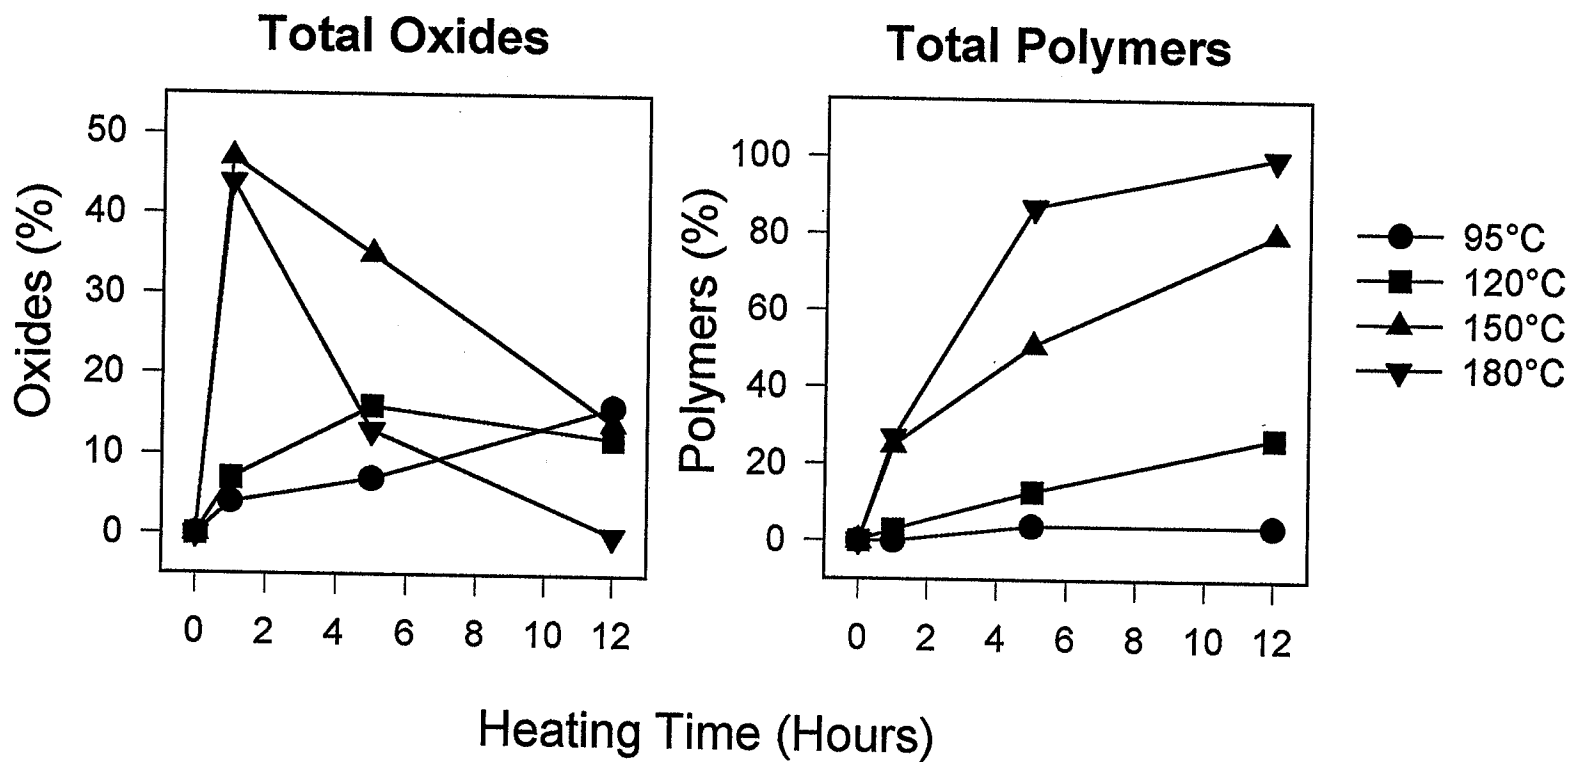 Total Oxides
Oxides (%)
50
40
30
20
10
0
0 2 4 6 8 10 12
Total Polymers
Polymers (%)
100
80
60
40
20
0
0 2 4 6 8 10 12
95°C
120°C
150°C
180°C
Heating Time (Hours)